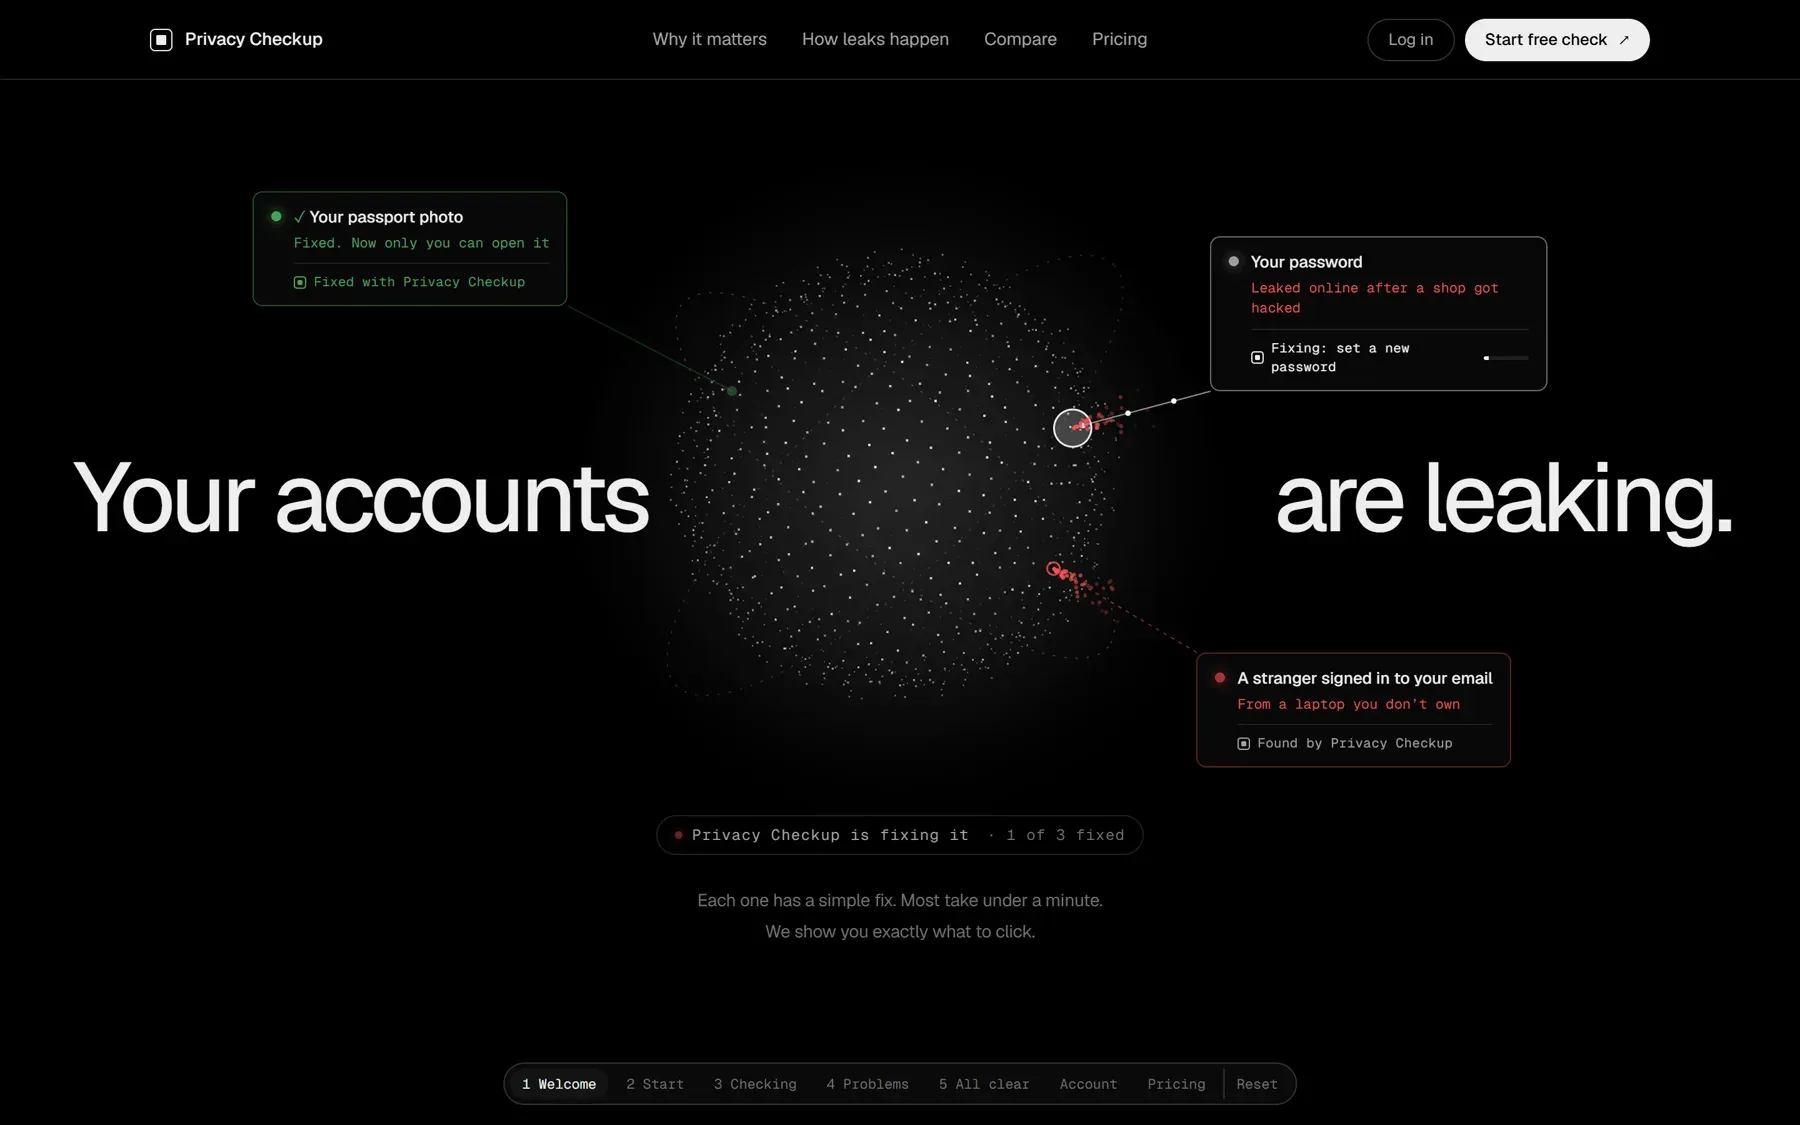 Privacy Checkup
Why it matters
How leaks happen
Compare
Pricing
Log in
Start free check ↗
✓ Your passport photo
Fixed. Now only you can open it
Fixed with Privacy Checkup
Your password
Leaked online after a shop got
hacked
Fixing: set a new
password
Your accounts
are leaking.
A stranger signed in to your email
From a laptop you don't own
Found by Privacy Checkup
Privacy Checkup is fixing it · 1 of 3 fixed
Each one has a simple fix. Most take under a minute.
We show you exactly what to click.
1 Welcome
2 Start
3 Checking
4 Problems
5 All clear
Account
Pricing
Reset